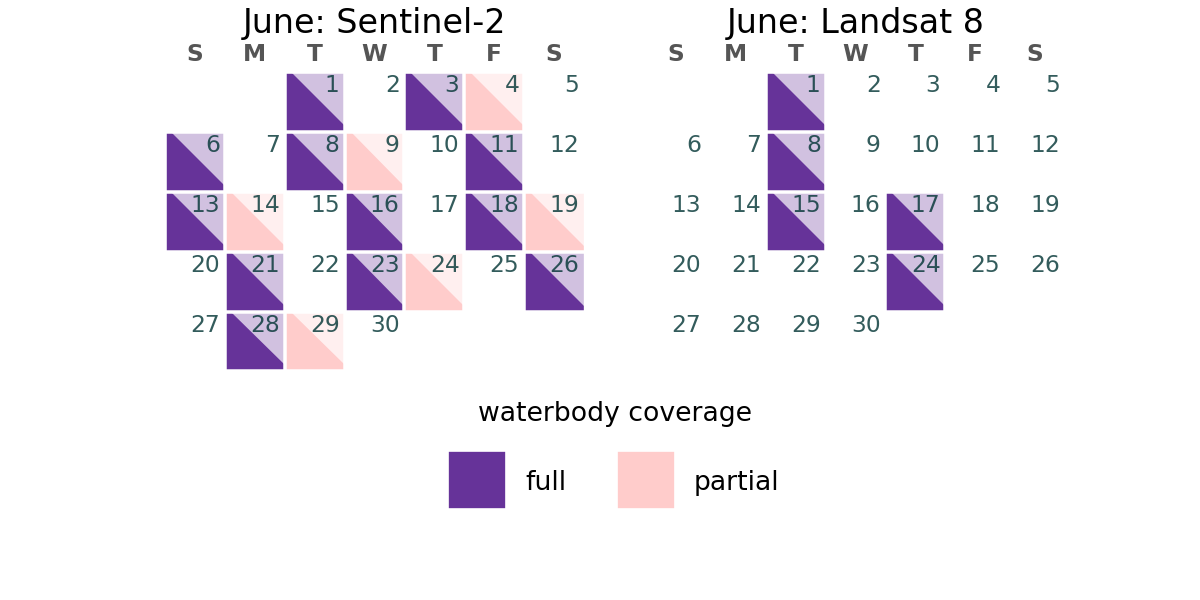 June: Sentinel-2
S M T W T F S
1 2 3 4 5
6 7 8 9 10 11 12
13 14 15 16 17 18 19
20 21 22 23 24 25 26
27 28 29 30
June: Landsat 8
S M T W T F S
1 2 3 4 5
6 7 8 9 10 11 12
13 14 15 16 17 18 19
20 21 22 23 24 25 26
27 28 29 30
waterbody coverage
full
partial